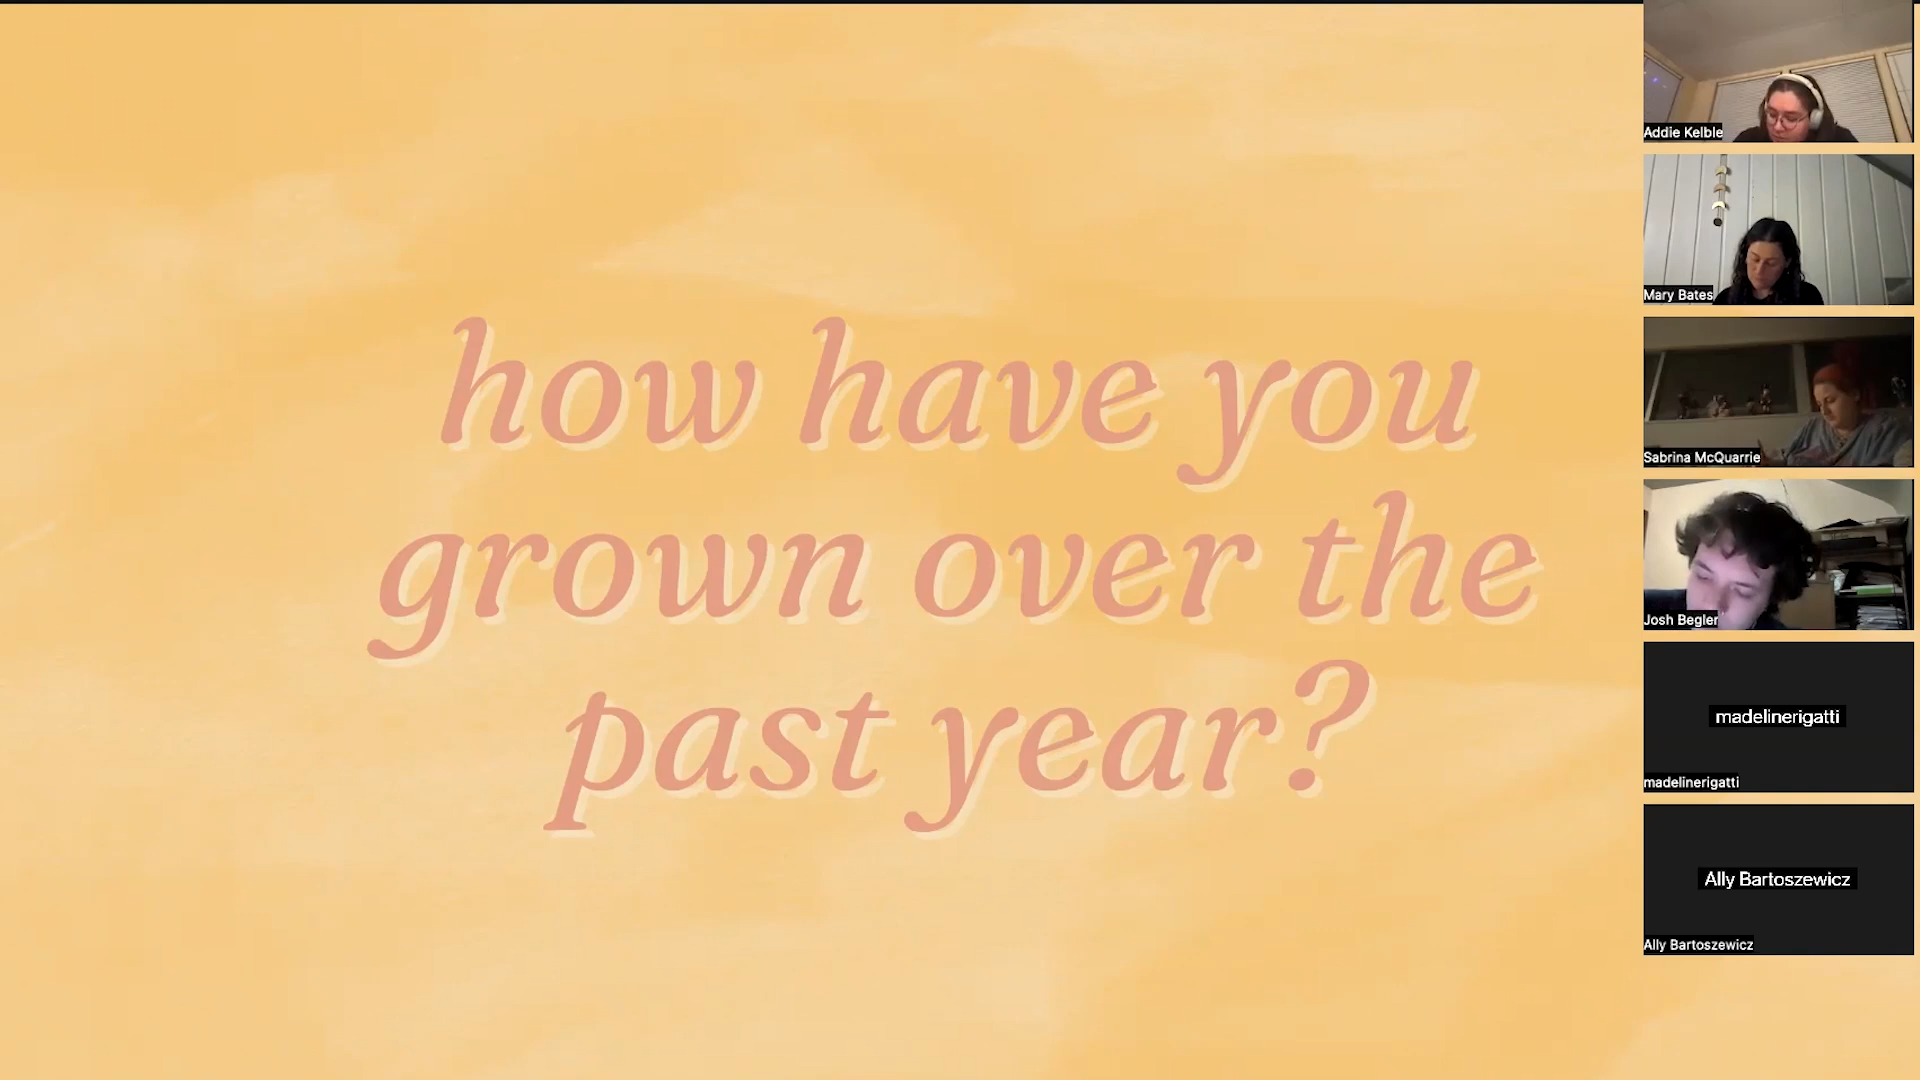 how have you
grown over the
past year?
Addie Kelble
Mary Bates
Sabrina McQuarrie
Josh Begler
madelinerigatti
madelinerigatti
Ally Bartoszewicz
Ally Bartoszewicz